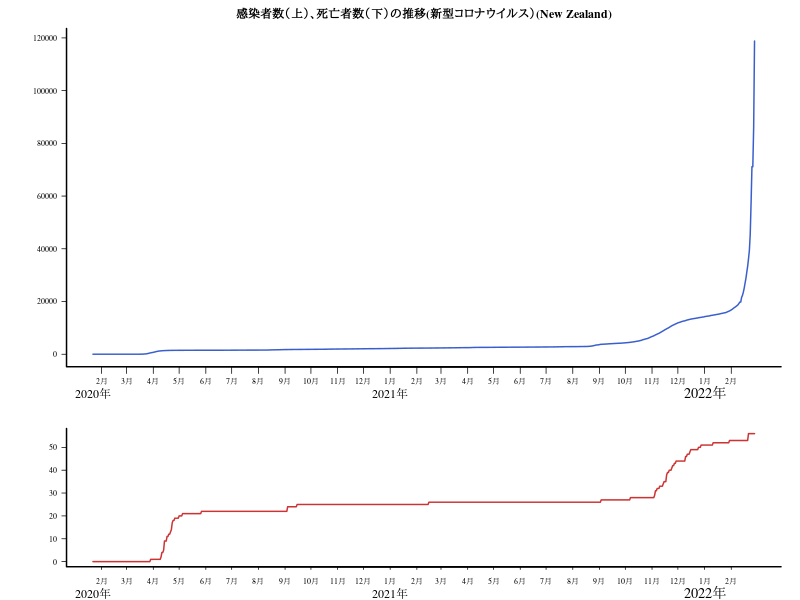 感染者数(上)、死亡者数(下)の推移(新型コロナウイルス)(New Zealand)
120000
100000
80000
60000
40000
20000
0
2月 3月 4月 5月 6月 7月 8月 9月 10月 11月 12月 1月 2月 3月 4月 5月 6月 7月 8月 9月 10月 11月 12月 1月 2月
2020年 2021年 2022年
50
40
30
20
10
0
2月 3月 4月 5月 6月 7月 8月 9月 10月 11月 12月 1月 2月 3月 4月 5月 6月 7月 8月 9月 10月 11月 12月 1月 2月
2020年 2021年 2022年